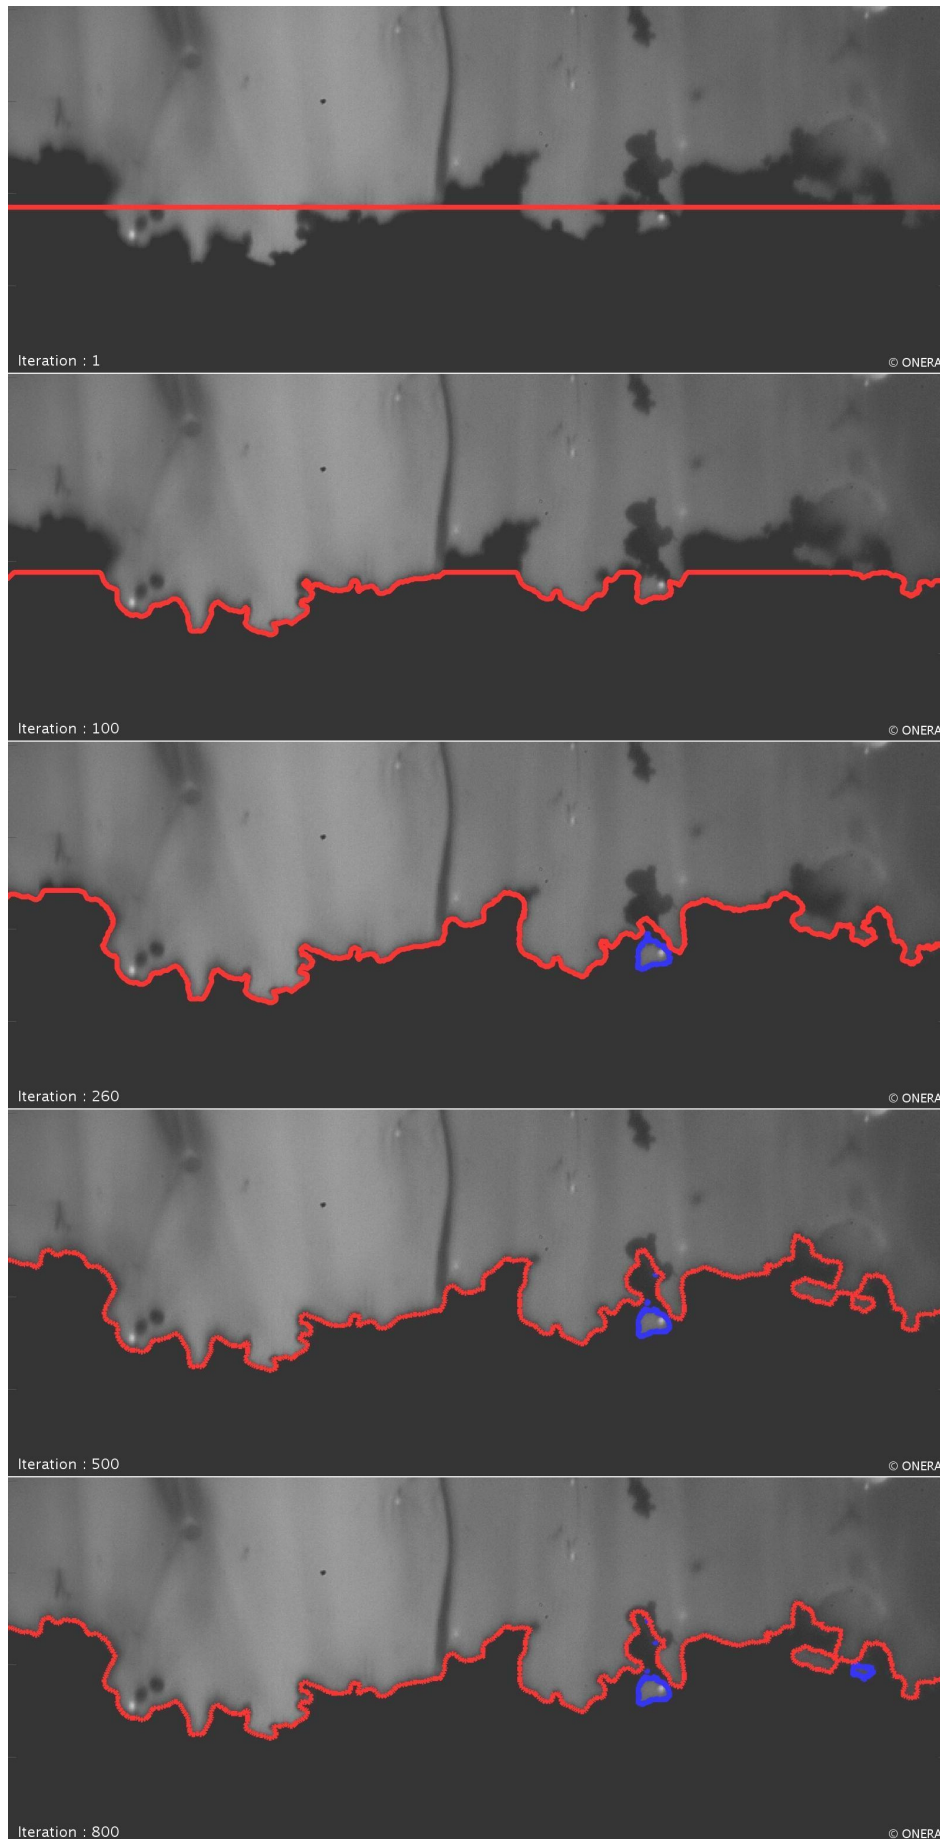 Iteration : 1
© ONERA
Iteration : 100
© ONERA
Iteration : 260
© ONERA
Iteration : 500
© ONERA
Iteration : 800
© ONERA